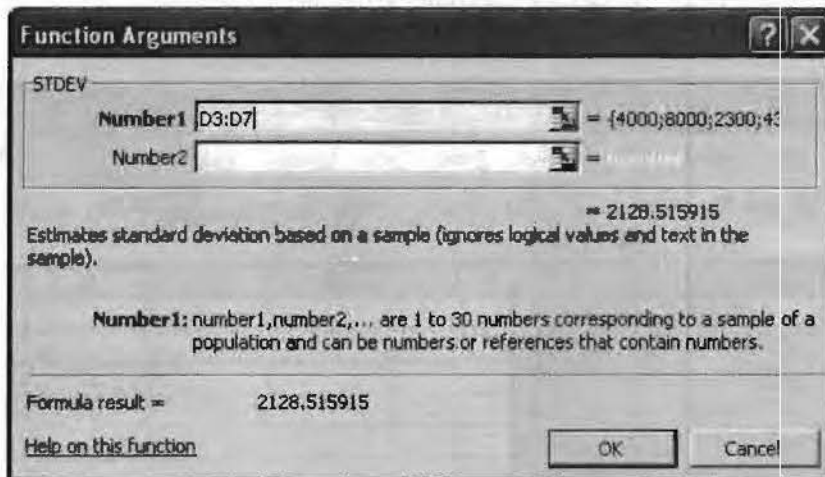 Function Arguments
STDEV
Number1 D3:D7 = {4000;8000;2300;43
Number2 =
= 2128.515915
Estimates standard deviation based on a sample (ignores logical values and text in the
sample).
Number1: number1,number2,... are 1 to 30 numbers corresponding to a sample of a
population and can be numbers or references that contain numbers.
Formula result = 2128.515915
Help on this function
OK Cancel